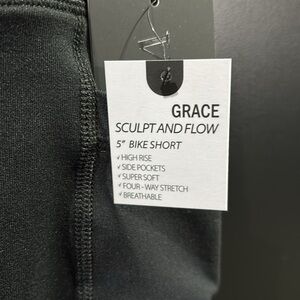 GRACE
SCULPT AND FLOW
5" BIKE SHORT
✓HIGH RISE
✓SIDE POCKETS
✓SUPER SOFT
✓FOUR-WAY STRETCH
✓BREATHABLE